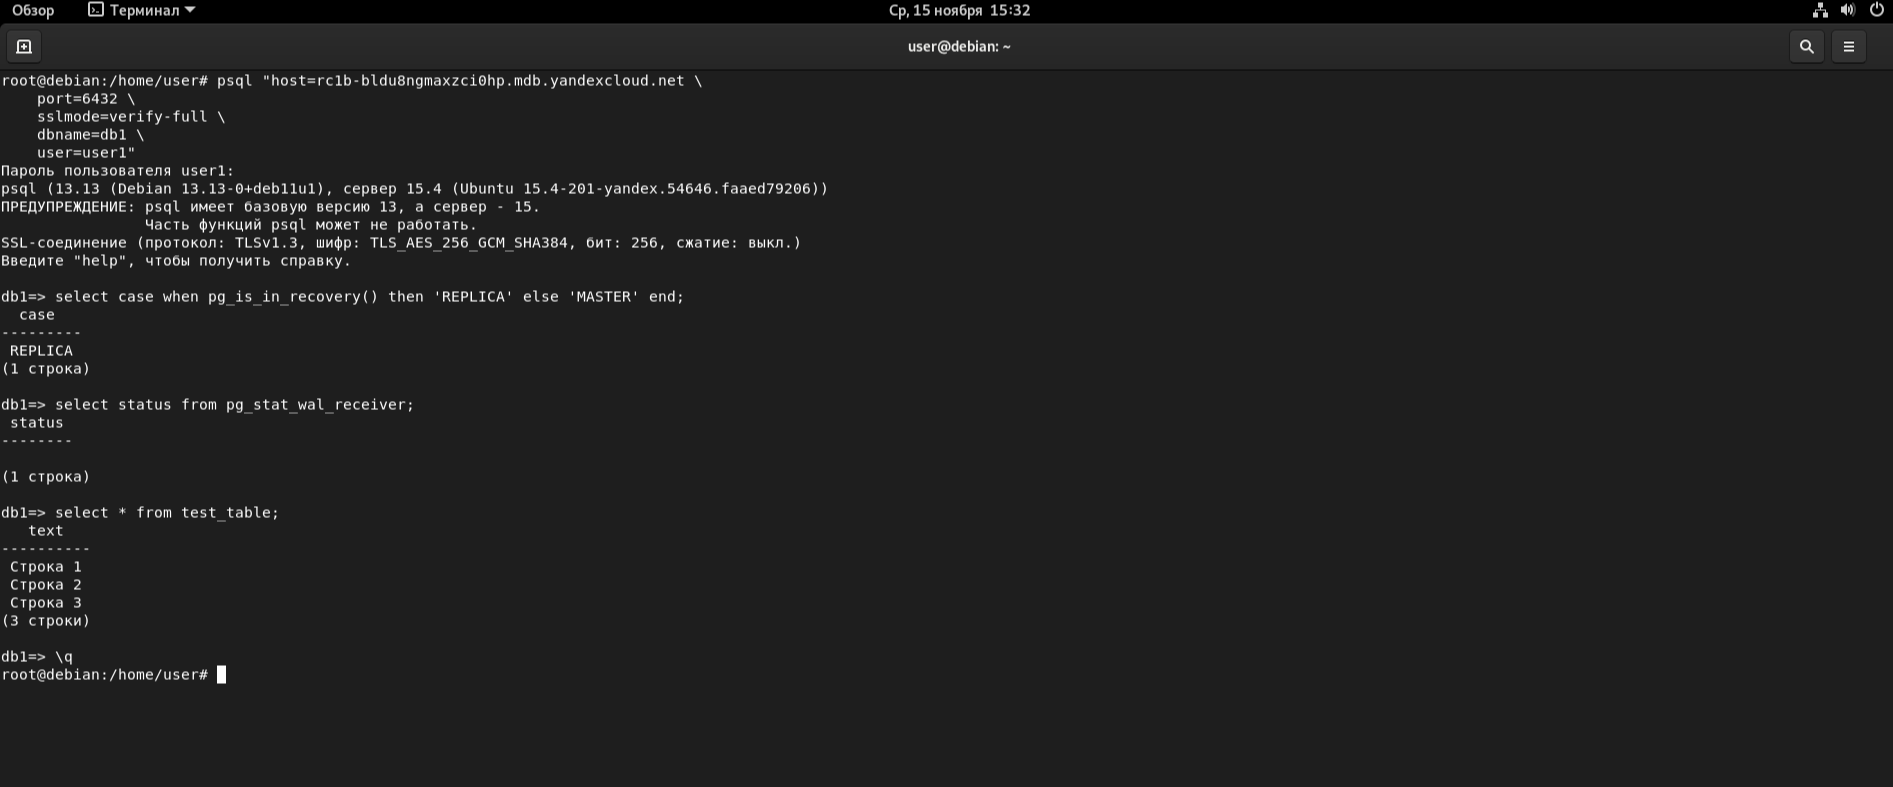 Обзор Терминал Ср, 15 ноября 15:32
user@debian: ~
root@debian:/home/user# psql "host=rc1b-bldu8ngmaxzci0hp.mdb.yandexcloud.net \
    port=6432 \
    sslmode=verify-full \
    dbname=db1 \
    user=user1"
Пароль пользователя user1:
psql (13.13 (Debian 13.13-0+deb11u1), сервер 15.4 (Ubuntu 15.4-201-yandex.54646.faaed79206))
ПРЕДУПРЕЖДЕНИЕ: psql имеет базовую версию 13, а сервер - 15.
                Часть функций psql может не работать.
SSL-соединение (протокол: TLSv1.3, шифр: TLS_AES_256_GCM_SHA384, бит: 256, сжатие: выкл.)
Введите "help", чтобы получить справку.

db1=> select case when pg_is_in_recovery() then 'REPLICA' else 'MASTER' end;
  case
---------
 REPLICA
(1 строка)

db1=> select status from pg_stat_wal_receiver;
 status
--------

(1 строка)

db1=> select * from test_table;
   text
----------
 Строка 1
 Строка 2
 Строка 3
(3 строки)

db1=> \q
root@debian:/home/user#